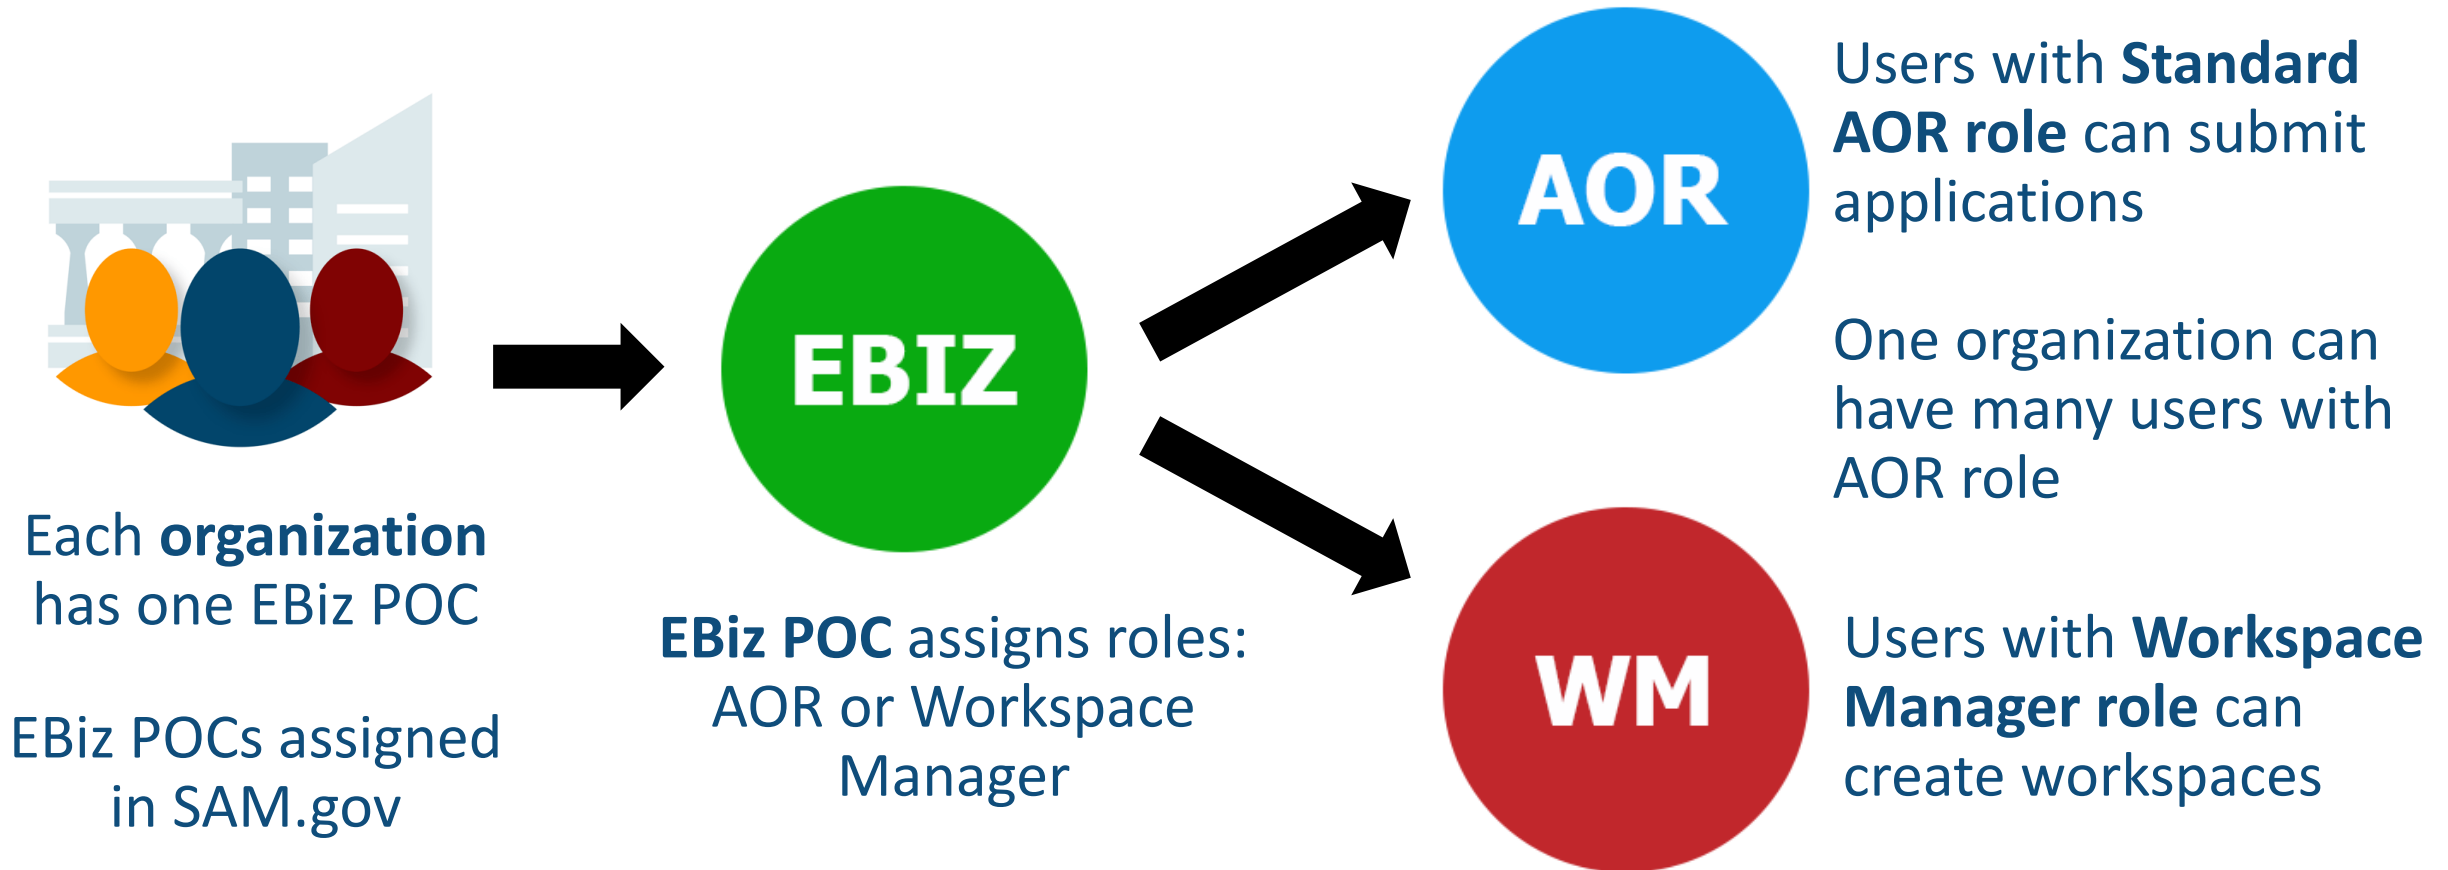 Each organization
has one EBiz POC
EBiz POCs assigned
in SAM.gov
EBIZ
EBiz POC assigns roles:
AOR or Workspace
Manager
AOR
Users with Standard
AOR role can submit
applications
One organization can
have many users with
AOR role
WM
Users with Workspace
Manager role can
create workspaces